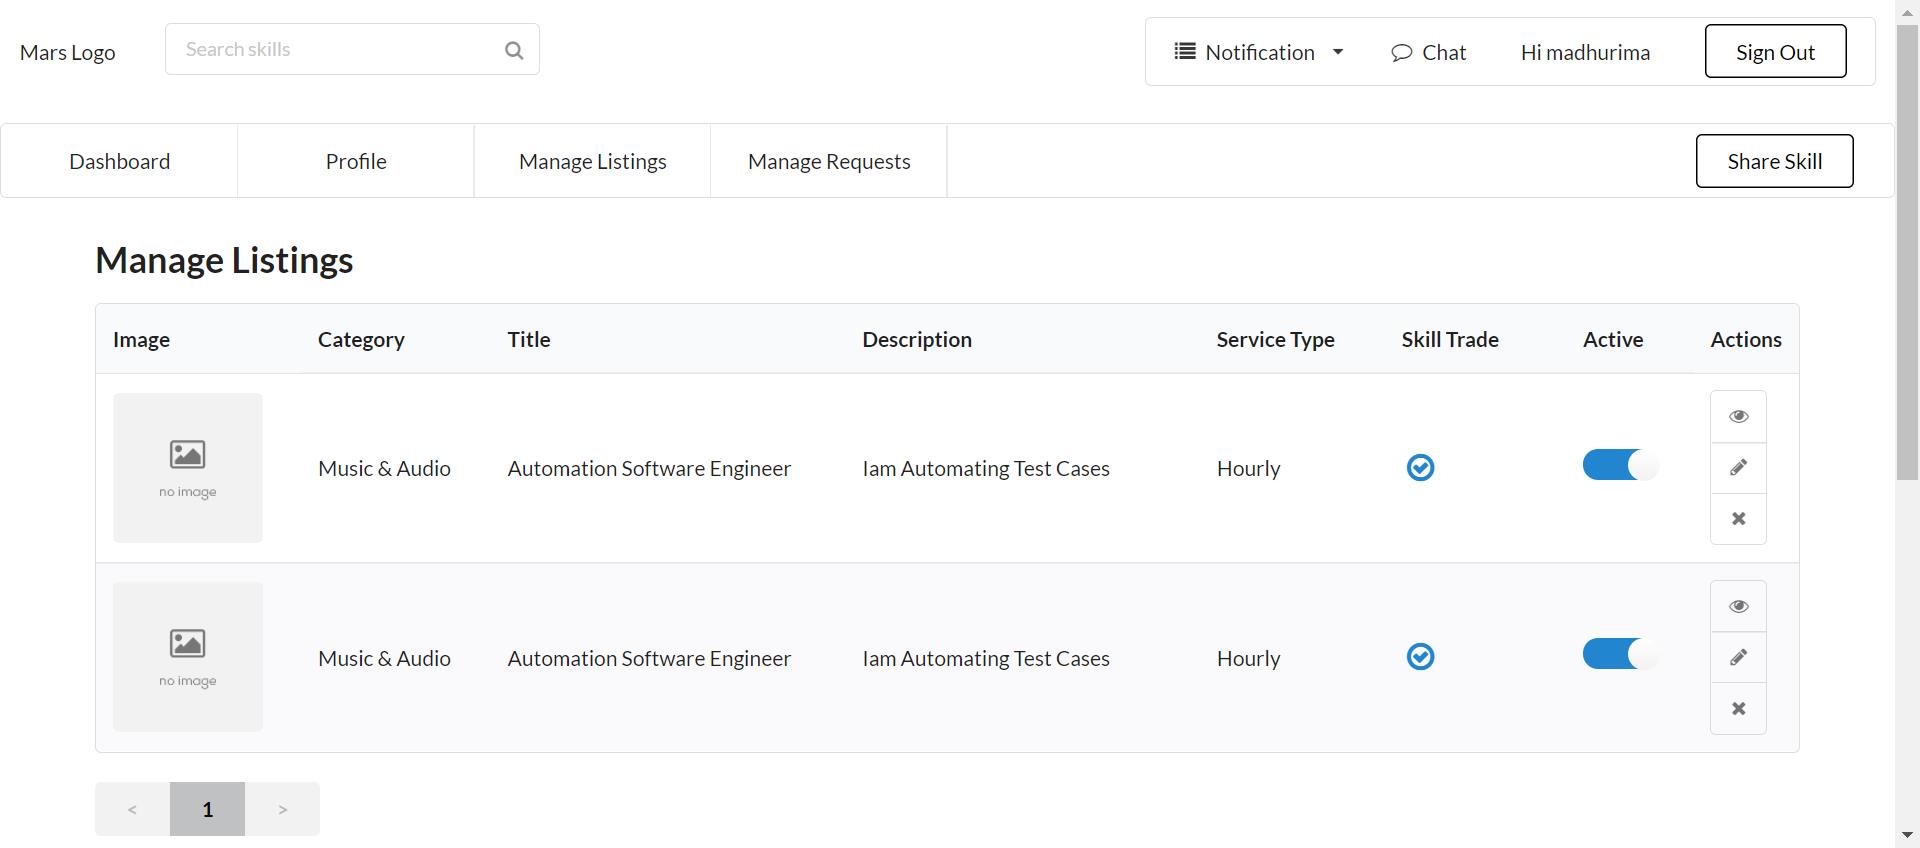 Mars Logo
Search skills
Notification
Chat
Hi madhurima
Sign Out
Dashboard
Profile
Manage Listings
Manage Requests
Share Skill
Manage Listings
Image Category Title Description Service Type Skill Trade Active Actions
no image
Music & Audio Automation Software Engineer Iam Automating Test Cases Hourly
no image
Music & Audio Automation Software Engineer Iam Automating Test Cases Hourly
< 1 >